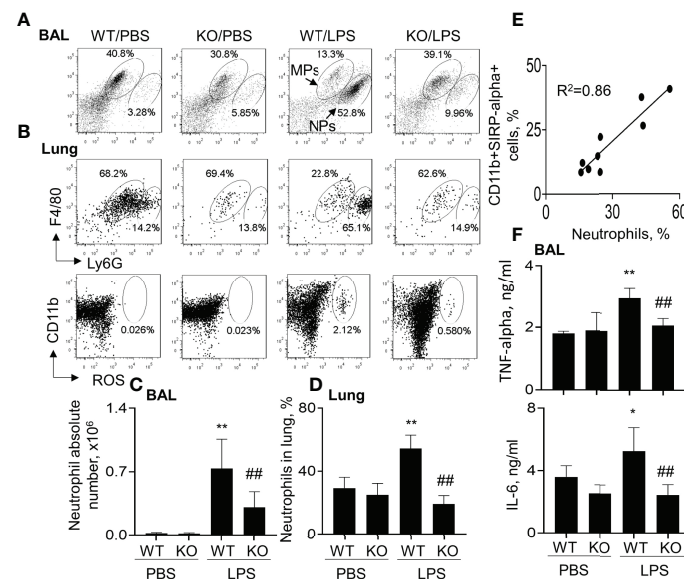 A
BAL WT/PBS KO/PBS WT/LPS KO/LPS
40.8% 30.8% 13.3% 39.1%
MPs
3.28% 5.85% 52.8% 9.96%
NPs
B
Lung
68.2% 69.4% 22.8% 62.6%
14.2% 13.8% 65.1% 14.9%
F4/80
Ly6G
0.026% 0.023% 2.12% 0.580%
CD11b
ROS
C BAL
Neutrophil absolute
number, x10⁶
1.4
0.7
0.0
**
##
WT KO WT KO
PBS LPS
D Lung
Neutrophils in lung, %
80
40
0
**
##
WT KO WT KO
PBS LPS
E
CD11b+SIRP-alpha+
cells, %
50
25
0
R²=0.86
0 30 60
Neutrophils, %
F BAL
TNF-alpha, ng/ml
4
2
0
**
##
IL-6, ng/ml
8
4
0
*
##
WT KO WT KO
PBS LPS